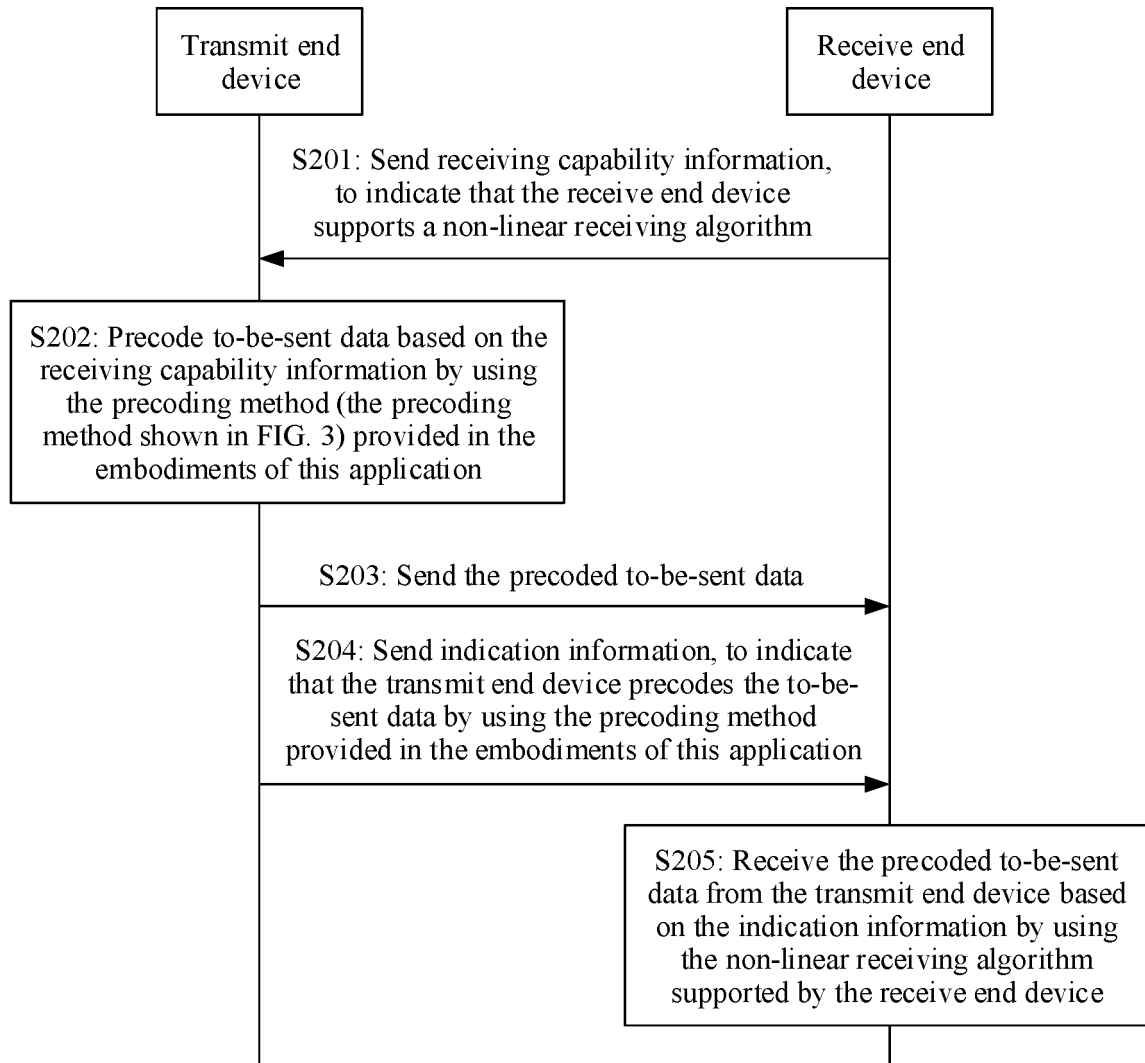 Transmit end
device
Receive end
device
S201: Send receiving capability information,
to indicate that the receive end device
supports a non-linear receiving algorithm
S202: Precode to-be-sent data based on the
receiving capability information by using
the precoding method (the precoding
method shown in FIG. 3) provided in the
embodiments of this application
S203: Send the precoded to-be-sent data
S204: Send indication information, to indicate
that the transmit end device precodes the to-be-
sent data by using the precoding method
provided in the embodiments of this application
S205: Receive the precoded to-be-sent
data from the transmit end device based
on the indication information by using
the non-linear receiving algorithm
supported by the receive end device